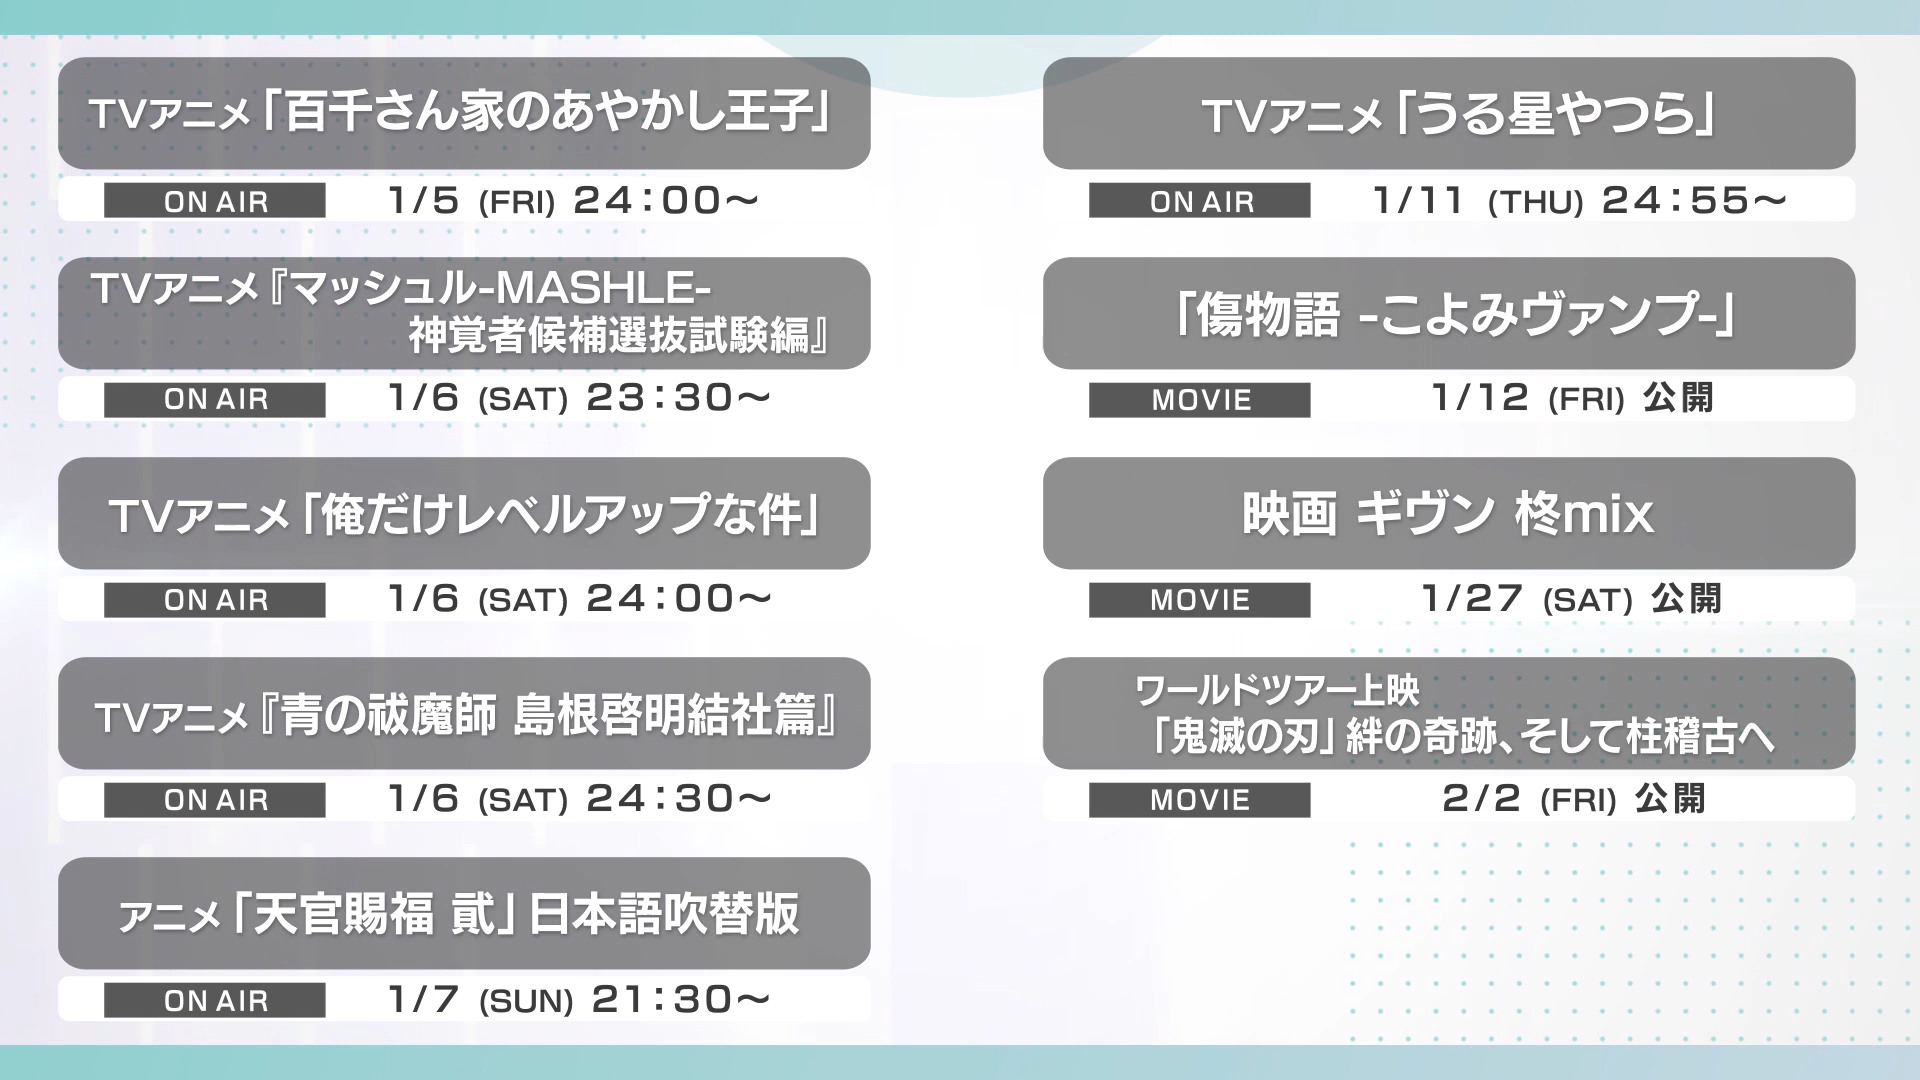 TVアニメ「百千さん家のあやかし王子」
ON AIR 1/5 (FRI) 24:00〜
TVアニメ『マッシュル-MASHLE-
神覚者候補選抜試験編』
ON AIR 1/6 (SAT) 23:30〜
TVアニメ「俺だけレベルアップな件」
ON AIR 1/6 (SAT) 24:00〜
TVアニメ『青の祓魔師 島根啓明結社篇』
ON AIR 1/6 (SAT) 24:30〜
アニメ「天官賜福 貮」日本語吹替版
ON AIR 1/7 (SUN) 21:30〜
TVアニメ「うる星やつら」
ON AIR 1/11 (THU) 24:55〜
「傷物語 -こよみヴァンプ-」
MOVIE 1/12 (FRI) 公開
映画 ギヴン 柊mix
MOVIE 1/27 (SAT) 公開
ワールドツアー上映
「鬼滅の刃」絆の奇跡、そして柱稽古へ
MOVIE 2/2 (FRI) 公開